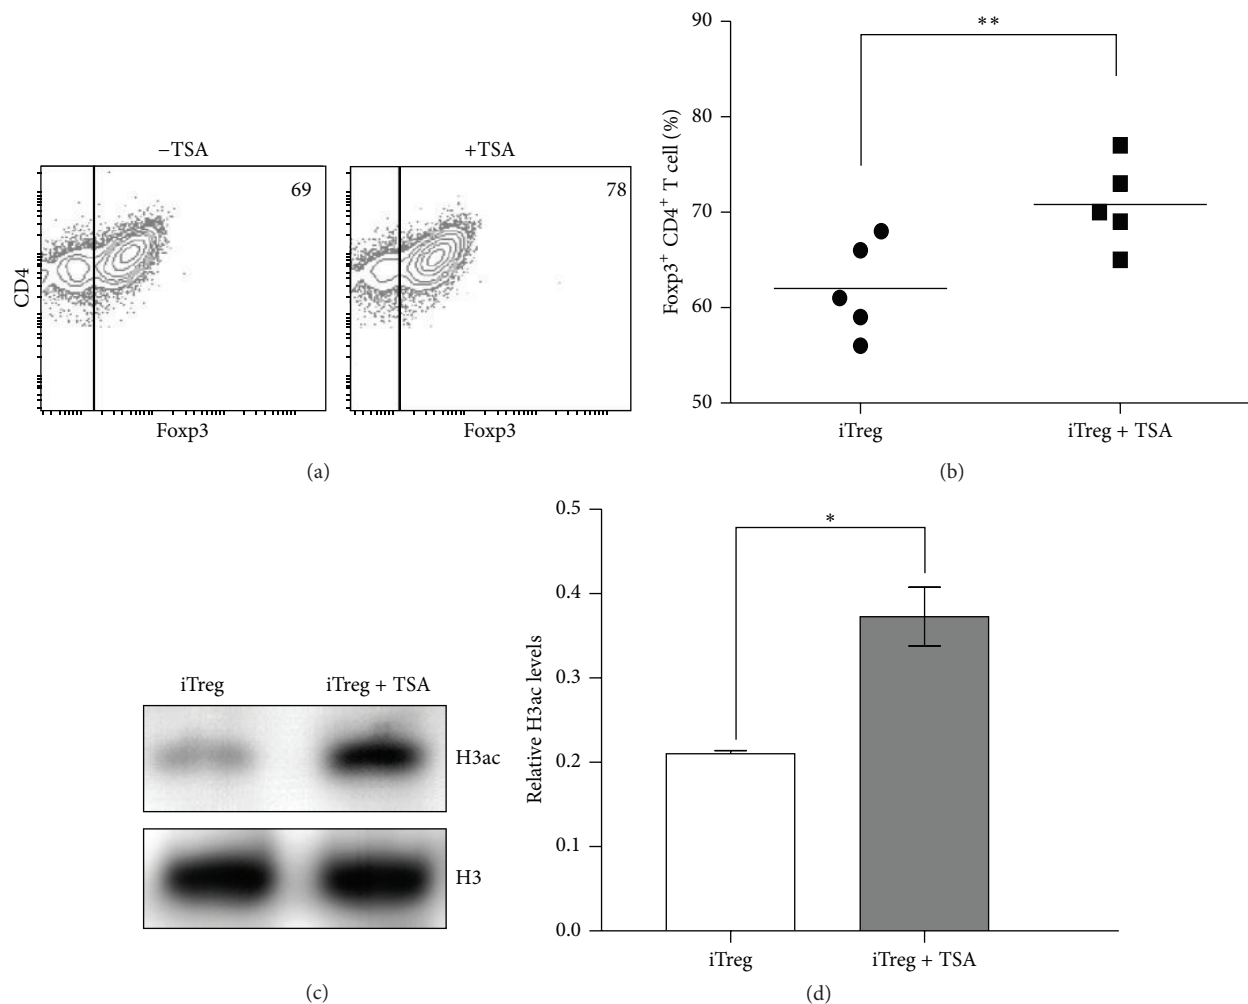 −TSA
+TSA
69
78
CD4
Foxp3
Foxp3
(a)
90
80
70
60
50
Foxp3⁺ CD4⁺ T cell (%)
**
iTreg
iTreg + TSA
(b)
iTreg
iTreg + TSA
H3ac
H3
(c)
0.5
0.4
0.3
0.2
0.1
0.0
Relative H3ac levels
*
iTreg
iTreg + TSA
(d)